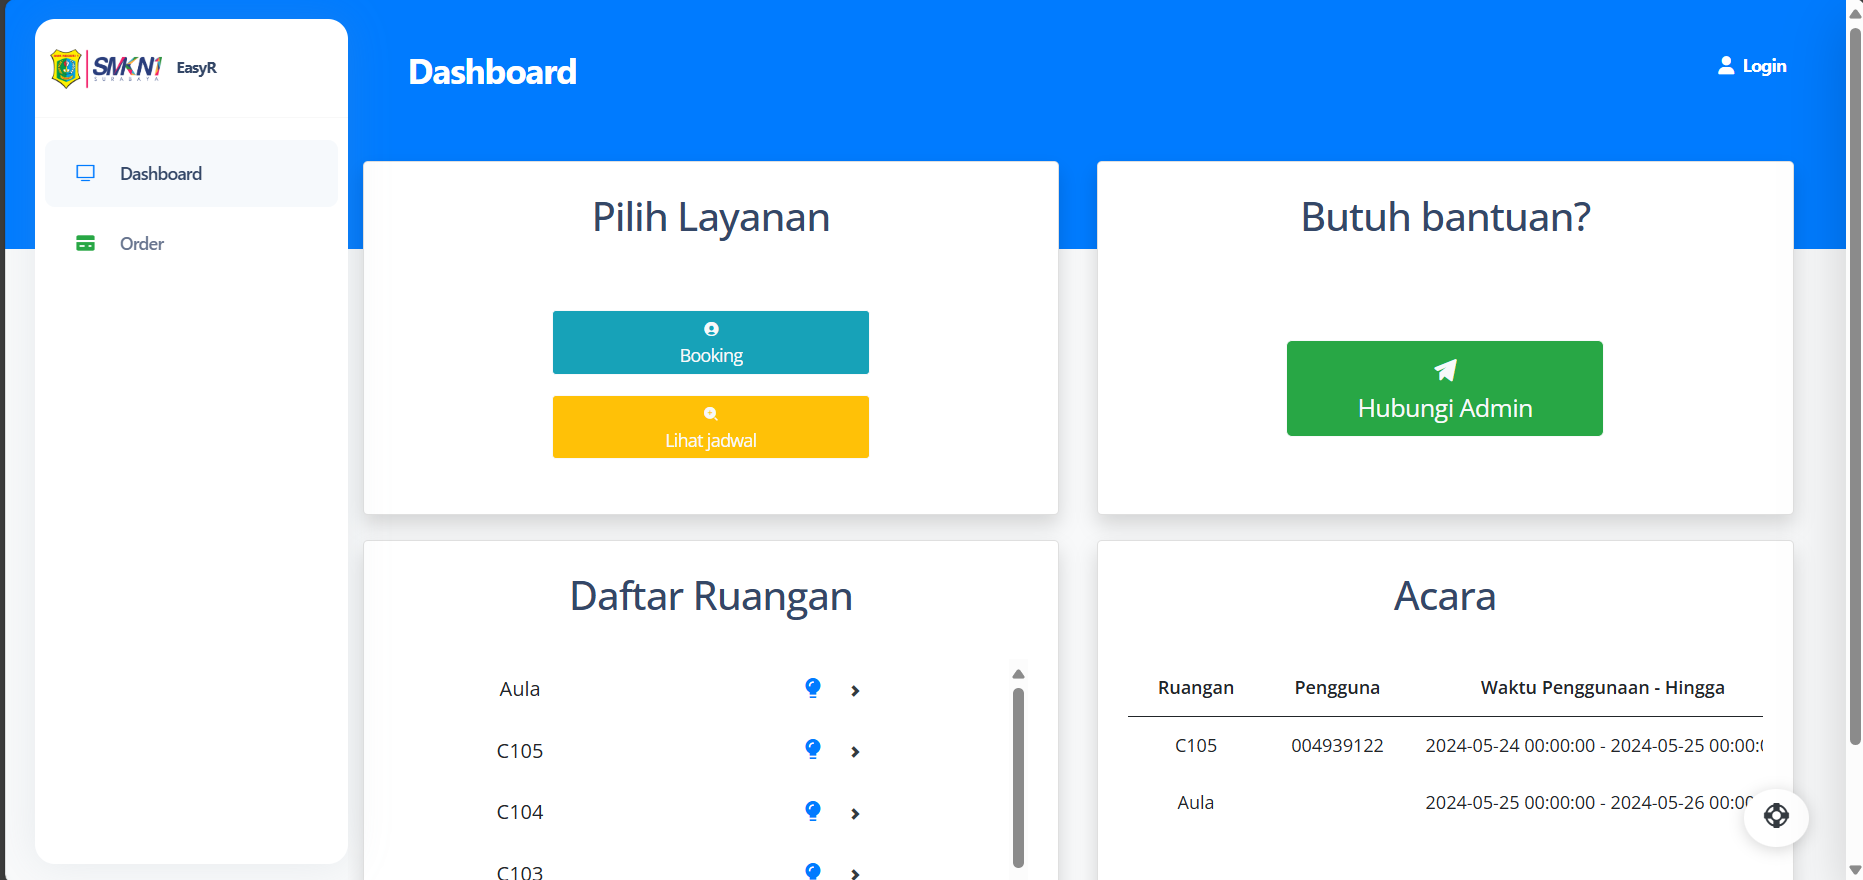 SMKN1
SURABAYA
EasyR
Dashboard
Login
Dashboard
Order
Pilih Layanan
Booking
Lihat jadwal
Butuh bantuan?
Hubungi Admin
Daftar Ruangan
Aula
C105
C104
C103
Acara
Ruangan Pengguna Waktu Penggunaan - Hingga
C105 004939122 2024-05-24 00:00:00 - 2024-05-25 00:00:0
Aula 2024-05-25 00:00:00 - 2024-05-26 00:00